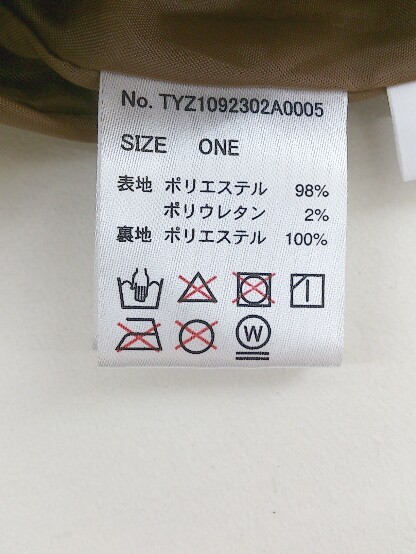 No. TYZ1092302A0005
SIZE ONE
表地 ポリエステル 98%
ポリウレタン 2%
裏地 ポリエステル 100%
W